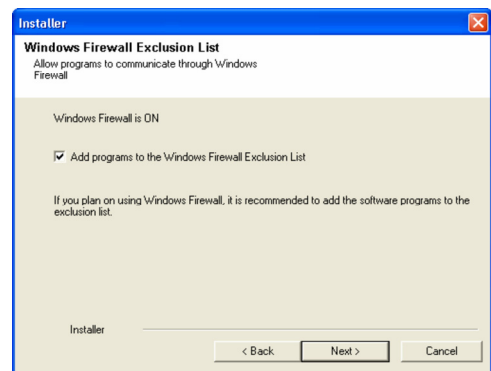 Installer
Windows Firewall Exclusion List
Allow programs to communicate through Windows
Firewall
Windows Firewall is ON
Add programs to the Windows Firewall Exclusion List
If you plan on using Windows Firewall, it is recommended to add the software programs to the
exclusion list.
Installer
< Back Next > Cancel